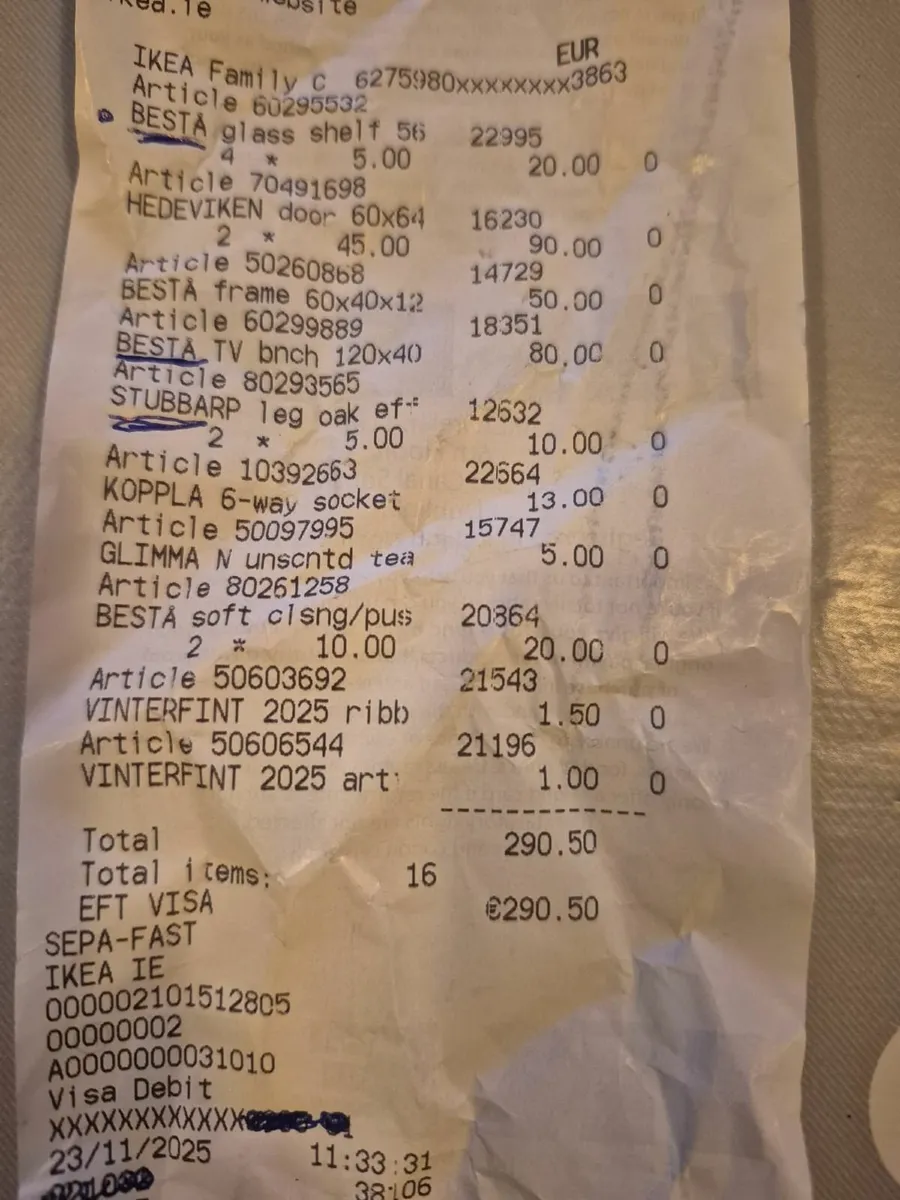 IKEA Family C 6275980xxxxxxxx3863 EUR
Article 60295532
BESTÅ glass shelf 56 22995
4 * 5.00 20.00 0
Article 70491698
HEDEVIKEN door 60x64 16230
2 * 45.00 90.00 0
Article 50260868 14729
BESTÅ frame 60x40x12 50.00 0
Article 60299889 18351
BESTÅ TV bnch 120x40 80.00 0
Article 80293565
STUBBARP leg oak eff 12632
2 * 5.00 10.00 0
Article 10392663 22664
KOPPLA 6-way socket 13.00 0
Article 50097995 15747
GLIMMA N unscntd tea 5.00 0
Article 80261258
BESTÅ soft clsng/pus 20864
2 * 10.00 20.00 0
Article 50603692 21543
VINTERFINT 2025 ribb 1.50 0
Article 50606544 21196
VINTERFINT 2025 art 1.00 0
--------------------
Total 290.50
Total items: 16
EFT VISA €290.50
SEPA-FAST
IKEA IE
000002101512805
00000002
A0000000031010
Visa Debit
XXXXXXXXXXXX
23/11/2025 11:33:31
38106